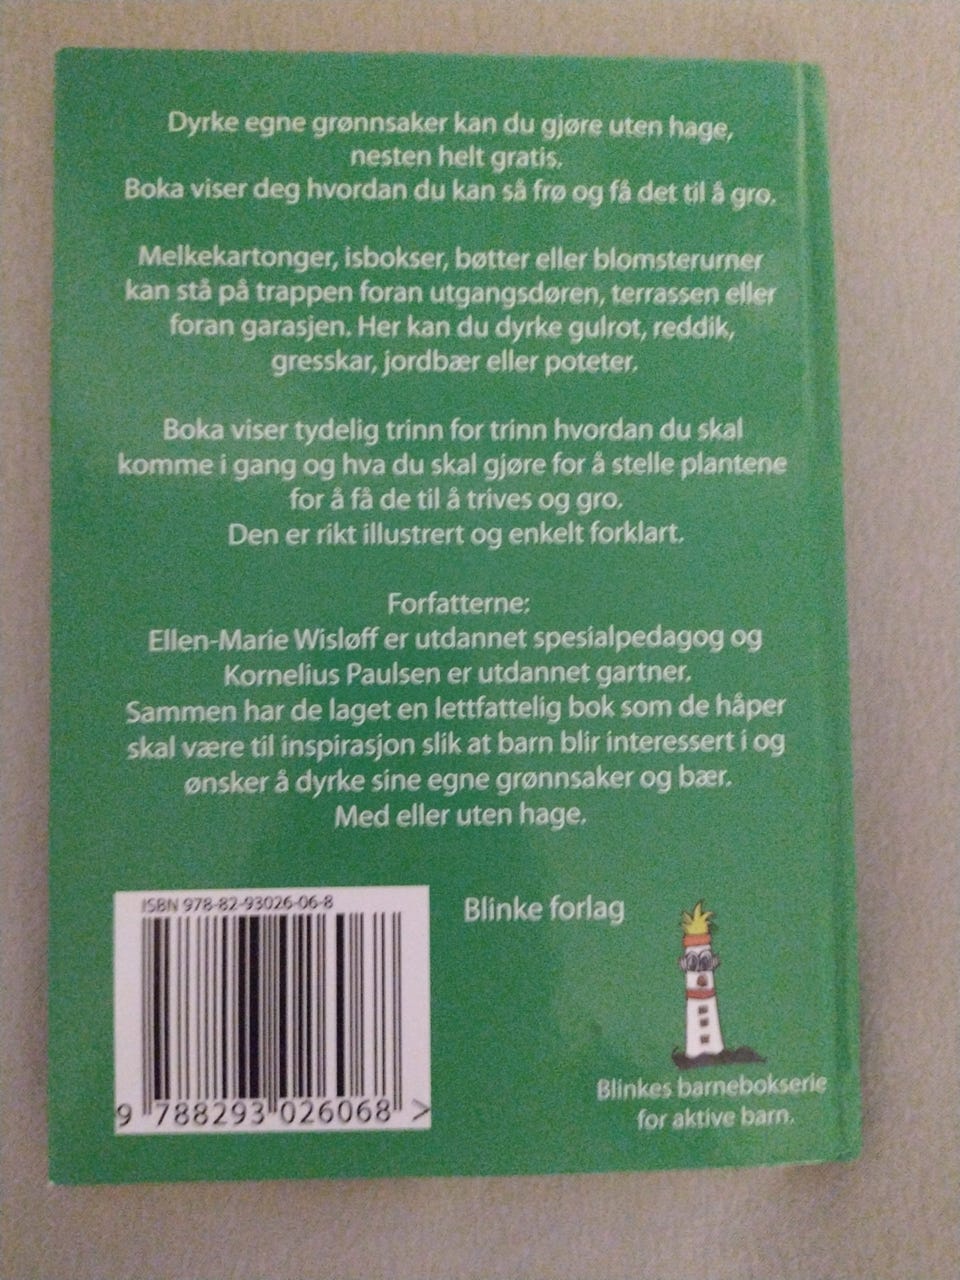 Dyrke egne grønnsaker kan du gjøre uten hage,
nesten helt gratis.
Boka viser deg hvordan du kan så frø og få det til å gro.
Melkekartonger, isbokser, bøtter eller blomsterurner
kan stå på trappen foran utgangsdøren, terrassen eller
foran garasjen. Her kan du dyrke gulrot, reddik,
gresskar, jordbær eller poteter.
Boka viser tydelig trinn for trinn hvordan du skal
komme i gang og hva du skal gjøre for å stelle plantene
for å få de til å trives og gro.
Den er rikt illustrert og enkelt forklart.
Forfatterne:
Ellen-Marie Wisløff er utdannet spesialpedagog og
Kornelius Paulsen er utdannet gartner.
Sammen har de laget en lettfattelig bok som de håper
skal være til inspirasjon slik at barn blir interessert i og
ønsker å dyrke sine egne grønnsaker og bær.
Med eller uten hage.
ISBN 978-82-93026-06-8
9 788293 026068 >
Blinke forlag
Blinkes barnebokserie
for aktive barn.